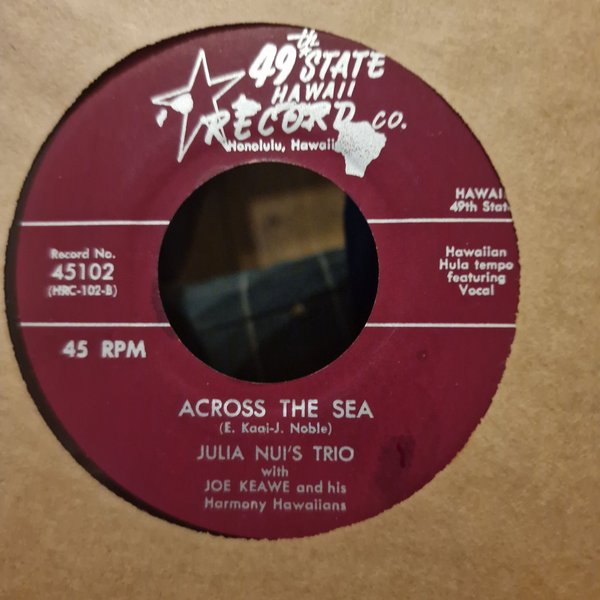 49th STATE
HAWAII
RECORD CO.
Honolulu, Hawaii
HAWAII
49th Stat
Record No.
45102
(HRC-102-B)
Hawaiian
Hula tempo
featuring
Vocal
45 RPM
ACROSS THE SEA
(E. Kaai-J. Noble)
JULIA NUI'S TRIO
with
JOE KEAWE and his
Harmony Hawaiians